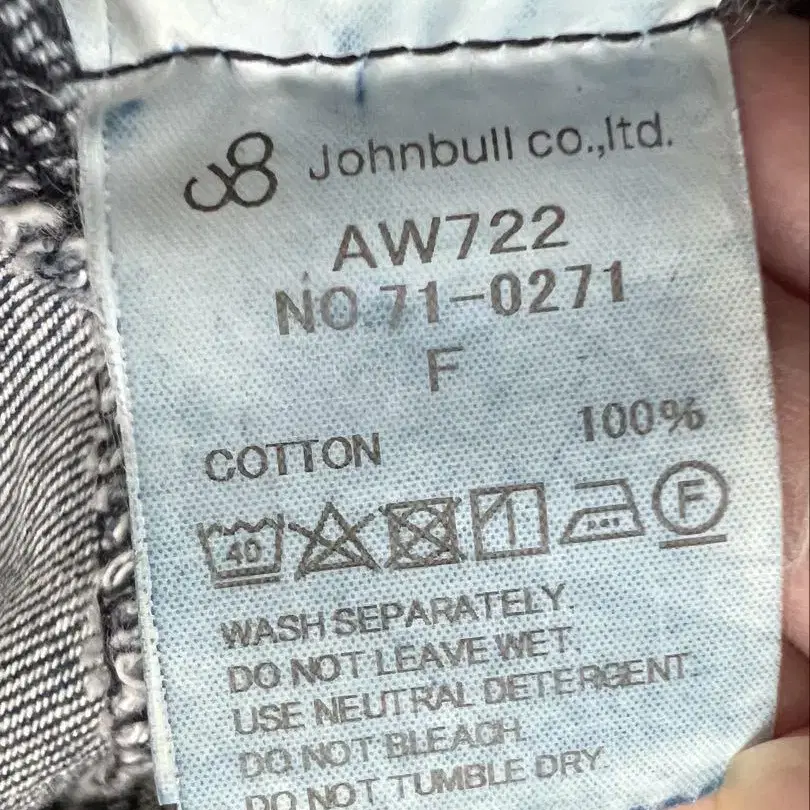 Johnbull co.,ltd.
AW722
NO.71-0271
F
COTTON 100%
40 F
WASH SEPARATELY.
DO NOT LEAVE WET.
USE NEUTRAL DETERGENT.
DO NOT BLEACH.
DO NOT TUMBLE DRY.